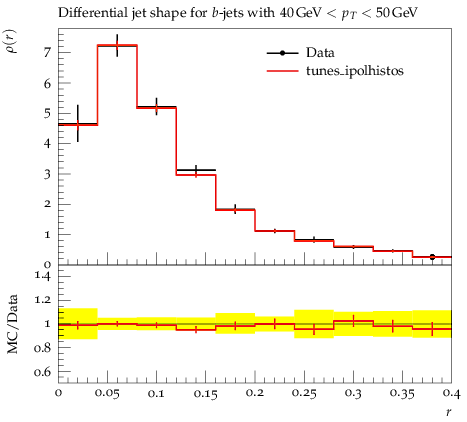 Differential jet shape for b-jets with 40 GeV < p_T < 50 GeV
ρ(r)
Data
tunes_ipolhistos
7
6
5
4
3
2
1
0
MC/Data
1.4
1.2
1
0.8
0.6
0 0.05 0.1 0.15 0.2 0.25 0.3 0.35 0.4
r